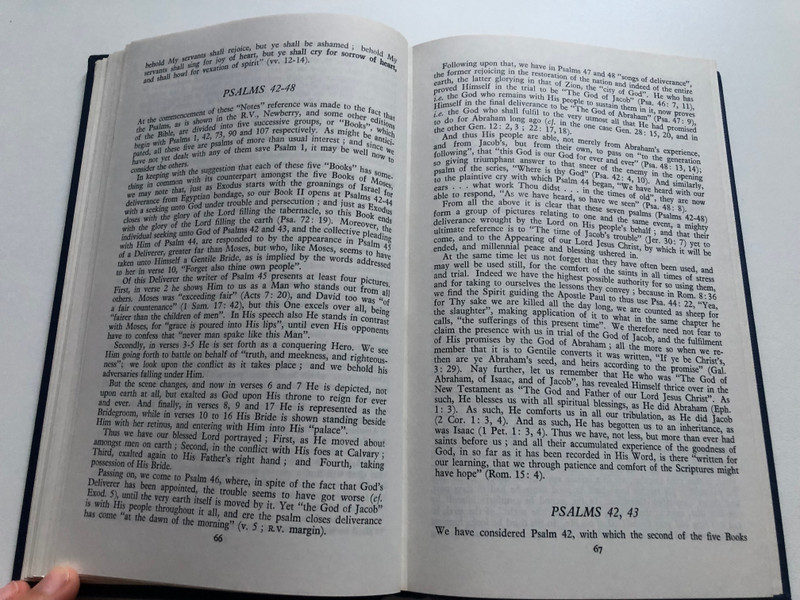 behold My servants shall rejoice, but ye shall be ashamed ; behold My
servants shall sing for joy of heart, but ye shall cry for sorrow of heart,
and shall howl for vexation of spirit" (vv. 12-14).
PSALMS 42-48
At the commencement of these "Notes" reference was made to the fact that
the Psalms, as is shown in the R.V., Newberry, and some other editions
of the Bible, are divided into five successive groups, or "Books", which
begin with Psalms 1, 42, 73, 90 and 107 respectively. As might be antici-
pated, all these five are psalms of more than usual interest ; and since we
have not yet dealt with any of them save Psalm 1, it may be well now to
consider the others.
In keeping with the suggestion that each of these five "Books" has some-
thing in common with its counterpart amongst the five Books of Moses,
we may note that, just as Exodus starts with the groanings of Israel for
deliverance from Egyptian bondage, so our Book II opens at Psalms 42-44
with a seeking unto God under trouble and persecution ; and just as Exodus
closes with the glory of the Lord filling the tabernacle, so this Book ends
with the glory of the Lord filling the earth (Psa. 72: 19). Moreover, the
individual seeking unto God of Psalms 42 and 43, and the collective pleading
with Him of Psalm 44, are responded to by the appearance in Psalm 45
of a Deliverer, greater far than Moses, but who, like Moses, seems to have
taken unto Himself a Gentile Bride, as is implied by the words addressed
to her in verse 10, "Forget also thine own people".
Of this Deliverer the writer of Psalm 45 presents at least four pictures.
First, in verse 2 he shows Him to us as a Man who stands out from all
others. Moses was "exceeding fair" (Acts 7: 20), and David too was "of
a fair countenance" (1 Sam. 17: 42), but this One excels over all, being
"fairer than the children of men". In His speech also He stands in contrast
with Moses, for "grace is poured into His lips", until even His opponents
have to confess that "never man spake like this Man".
Secondly, in verses 3-5 He is set forth as a conquering Hero. We see
Him going forth to battle on behalf of "truth, and meekness, and righteous-
ness"; we look upon the conflict as it takes place ; and we behold his
adversaries falling under Him.
But the scene changes, and now in verses 6 and 7 He is depicted, not
upon earth at all, but exalted as God upon His throne to reign for ever
and ever. And finally, in verses 8, 9 and 17 He is represented as the
Bridegroom, while in verses 10 to 16 His Bride is shown standing beside
Him with her retinue, and entering with Him into His "palace".
Thus we have our blessed Lord portrayed ; First, as He moved about
amongst men on earth ; Second, in the conflict with His foes at Calvary ;
Third, exalted again to His Father's right hand ; and Fourth, taking
possession of His Bride.
Passing on, we come to Psalm 46, where, in spite of the fact that God's
Deliverer has been appointed, the trouble seems to have got worse (cf.
Exod. 5), until the very earth itself is moved by it. Yet "the God of Jacob"
is with His people throughout it all, and ere the psalm closes deliverance
has come "at the dawn of the morning" (v. 5 ; R.V. margin).
66
Following upon that, we have in Psalms 47 and 48 "songs of deliverance",
the former rejoicing in the restoration of the nation and indeed of the entire
earth, the latter glorying in that of Zion, the "city of God". He who has
proved Himself in the trial to be "The God of Jacob" (Psa. 46: 7, 11),
i.e. the God who remains with His people to sustain them in it, now proves
Himself in the final deliverance to be "The God of Abraham" (Psa. 47: 9),
i.e. the God who shall fulfil to the very utmost all that He had promised
to do for Abraham long ago (cf. in the one case Gen. 28: 15, 20, and in
the other Gen. 12: 2, 3 ; 22: 17, 18).
And thus His people are able, not merely from Abraham's experience,
and from Jacob's, but from their own, to pass on "to the generation
following", that "this God is our God for ever and ever" (Psa. 48: 13, 14);
so giving triumphant answer to that sneer of the enemy in the opening
psalm of the series, "Where is thy God" (Psa. 42: 4, 10). And similarly,
to the plaintive cry with which Psalm 44 began, "We have heard with our
ears . . . what work Thou didst . . . in the times of old", they are now
able to respond, "As we have heard, so have we seen" (Psa. 48: 8).
From all the above it is clear that these seven psalms (Psalms 42-48)
form a group of pictures relating to one and the same event, a mighty
deliverance wrought by the Lord on His people's behalf ; and that their
ultimate reference is to "The time of Jacob's trouble" (Jer. 30: 7) yet to
come, and to the Appearing of our Lord Jesus Christ, by which it will be
ended, and millennial peace and blessing ushered in.
At the same time let us not forget that they have often been used, and
may well be used still, for the comfort of the saints in all times of stress
and trial. Indeed we have the highest possible authority for so using them,
and for taking to ourselves the lessons they convey ; because in Rom. 8: 36
we find the Spirit guiding the Apostle Paul to thus use Psa. 44: 22, "Yea,
for Thy sake we are killed all the day long, we are counted as sheep for
the slaughter", making application of it to what in the same chapter he
calls, "the sufferings of this present time". We therefore need not fear to
claim the presence with us in trial of the God of Jacob, and the fulfilment
of His promises by the God of Abraham ; all the more so when we re-
member that it is to Gentile converts it was written, "If ye be Christ's,
then are ye Abraham's seed, and heirs according to the promise" (Gal.
3: 29). Nay further, let us remember that He who was "The God of
Abraham, of Isaac, and of Jacob", has revealed Himself thrice over in the
New Testament as "The God and Father of our Lord Jesus Christ". As
such, He blesses us with all spiritual blessings, as He did Abraham (Eph.
1: 3). As such, He comforts us in all our tribulation, as He did Jacob
(2 Cor. 1: 3, 4). And as such, He has begotten us to an inheritance, as
was Isaac (1 Pet. 1: 3, 4). Thus we have, not less, but more than ever had
saints before us ; and all their accumulated experience of the goodness of
God, in so far as it has been recorded in His Word, is there "written for
our learning, that we through patience and comfort of the Scriptures might
have hope" (Rom. 15: 4).
PSALMS 42, 43
We have considered Psalm 42, with which the second of the five Books
67